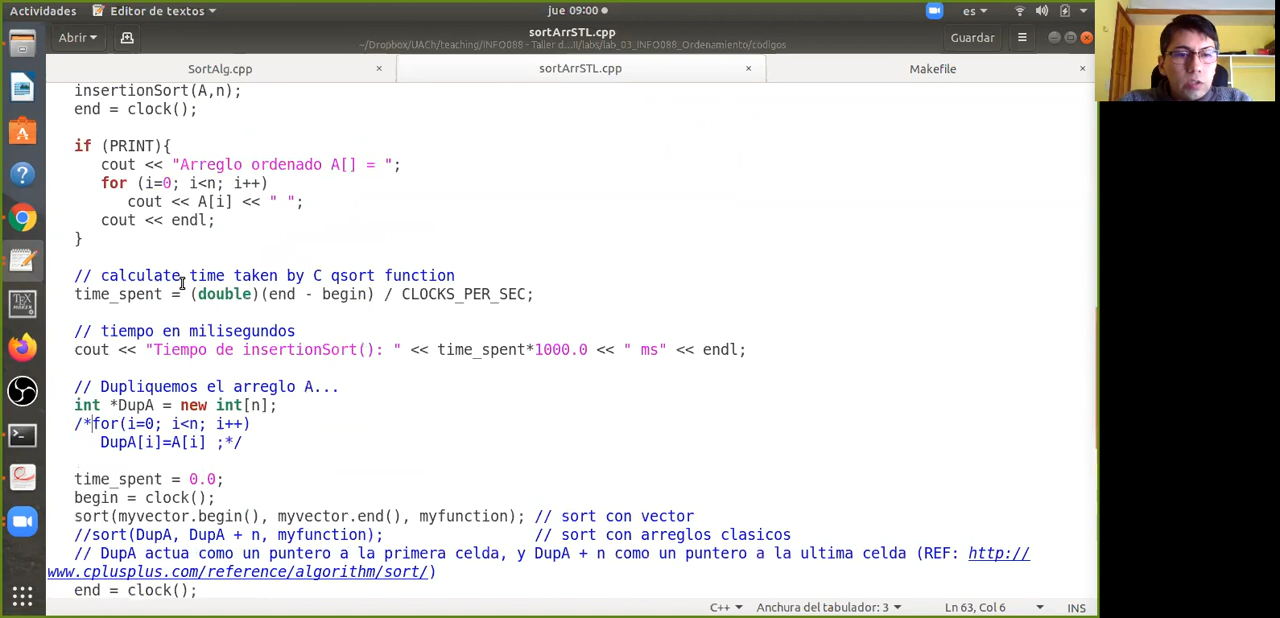 Actividades
Editor de textos
jue 09:00
es
Abrir
sortArrSTL.cpp
~/Dropbox/UACh/teaching/INFO088 - Taller d...II/labs/lab_03_INFO088_Ordenamiento/codigos
Guardar
SortAlg.cpp
sortArrSTL.cpp
Makefile
insertionSort(A,n);
end = clock();
if (PRINT){
cout << "Arreglo ordenado A[] = ";
for (i=0; i<n; i++)
cout << A[i] << " ";
cout << endl;
}
// calculate time taken by C qsort function
time_spent = (double)(end - begin) / CLOCKS_PER_SEC;
// tiempo en milisegundos
cout << "Tiempo de insertionSort(): " << time_spent*1000.0 << " ms" << endl;
// Dupliquemos el arreglo A...
int *DupA = new int[n];
/*for(i=0; i<n; i++)
DupA[i]=A[i] ;*/
time_spent = 0.0;
begin = clock();
sort(myvector.begin(), myvector.end(), myfunction); // sort con vector
//sort(DupA, DupA + n, myfunction); // sort con arreglos clasicos
// DupA actua como un puntero a la primera celda, y DupA + n como un puntero a la ultima celda (REF: http://
www.cplusplus.com/reference/algorithm/sort/)
end = clock();
C++
Anchura del tabulador: 3
Ln 63, Col 6
INS